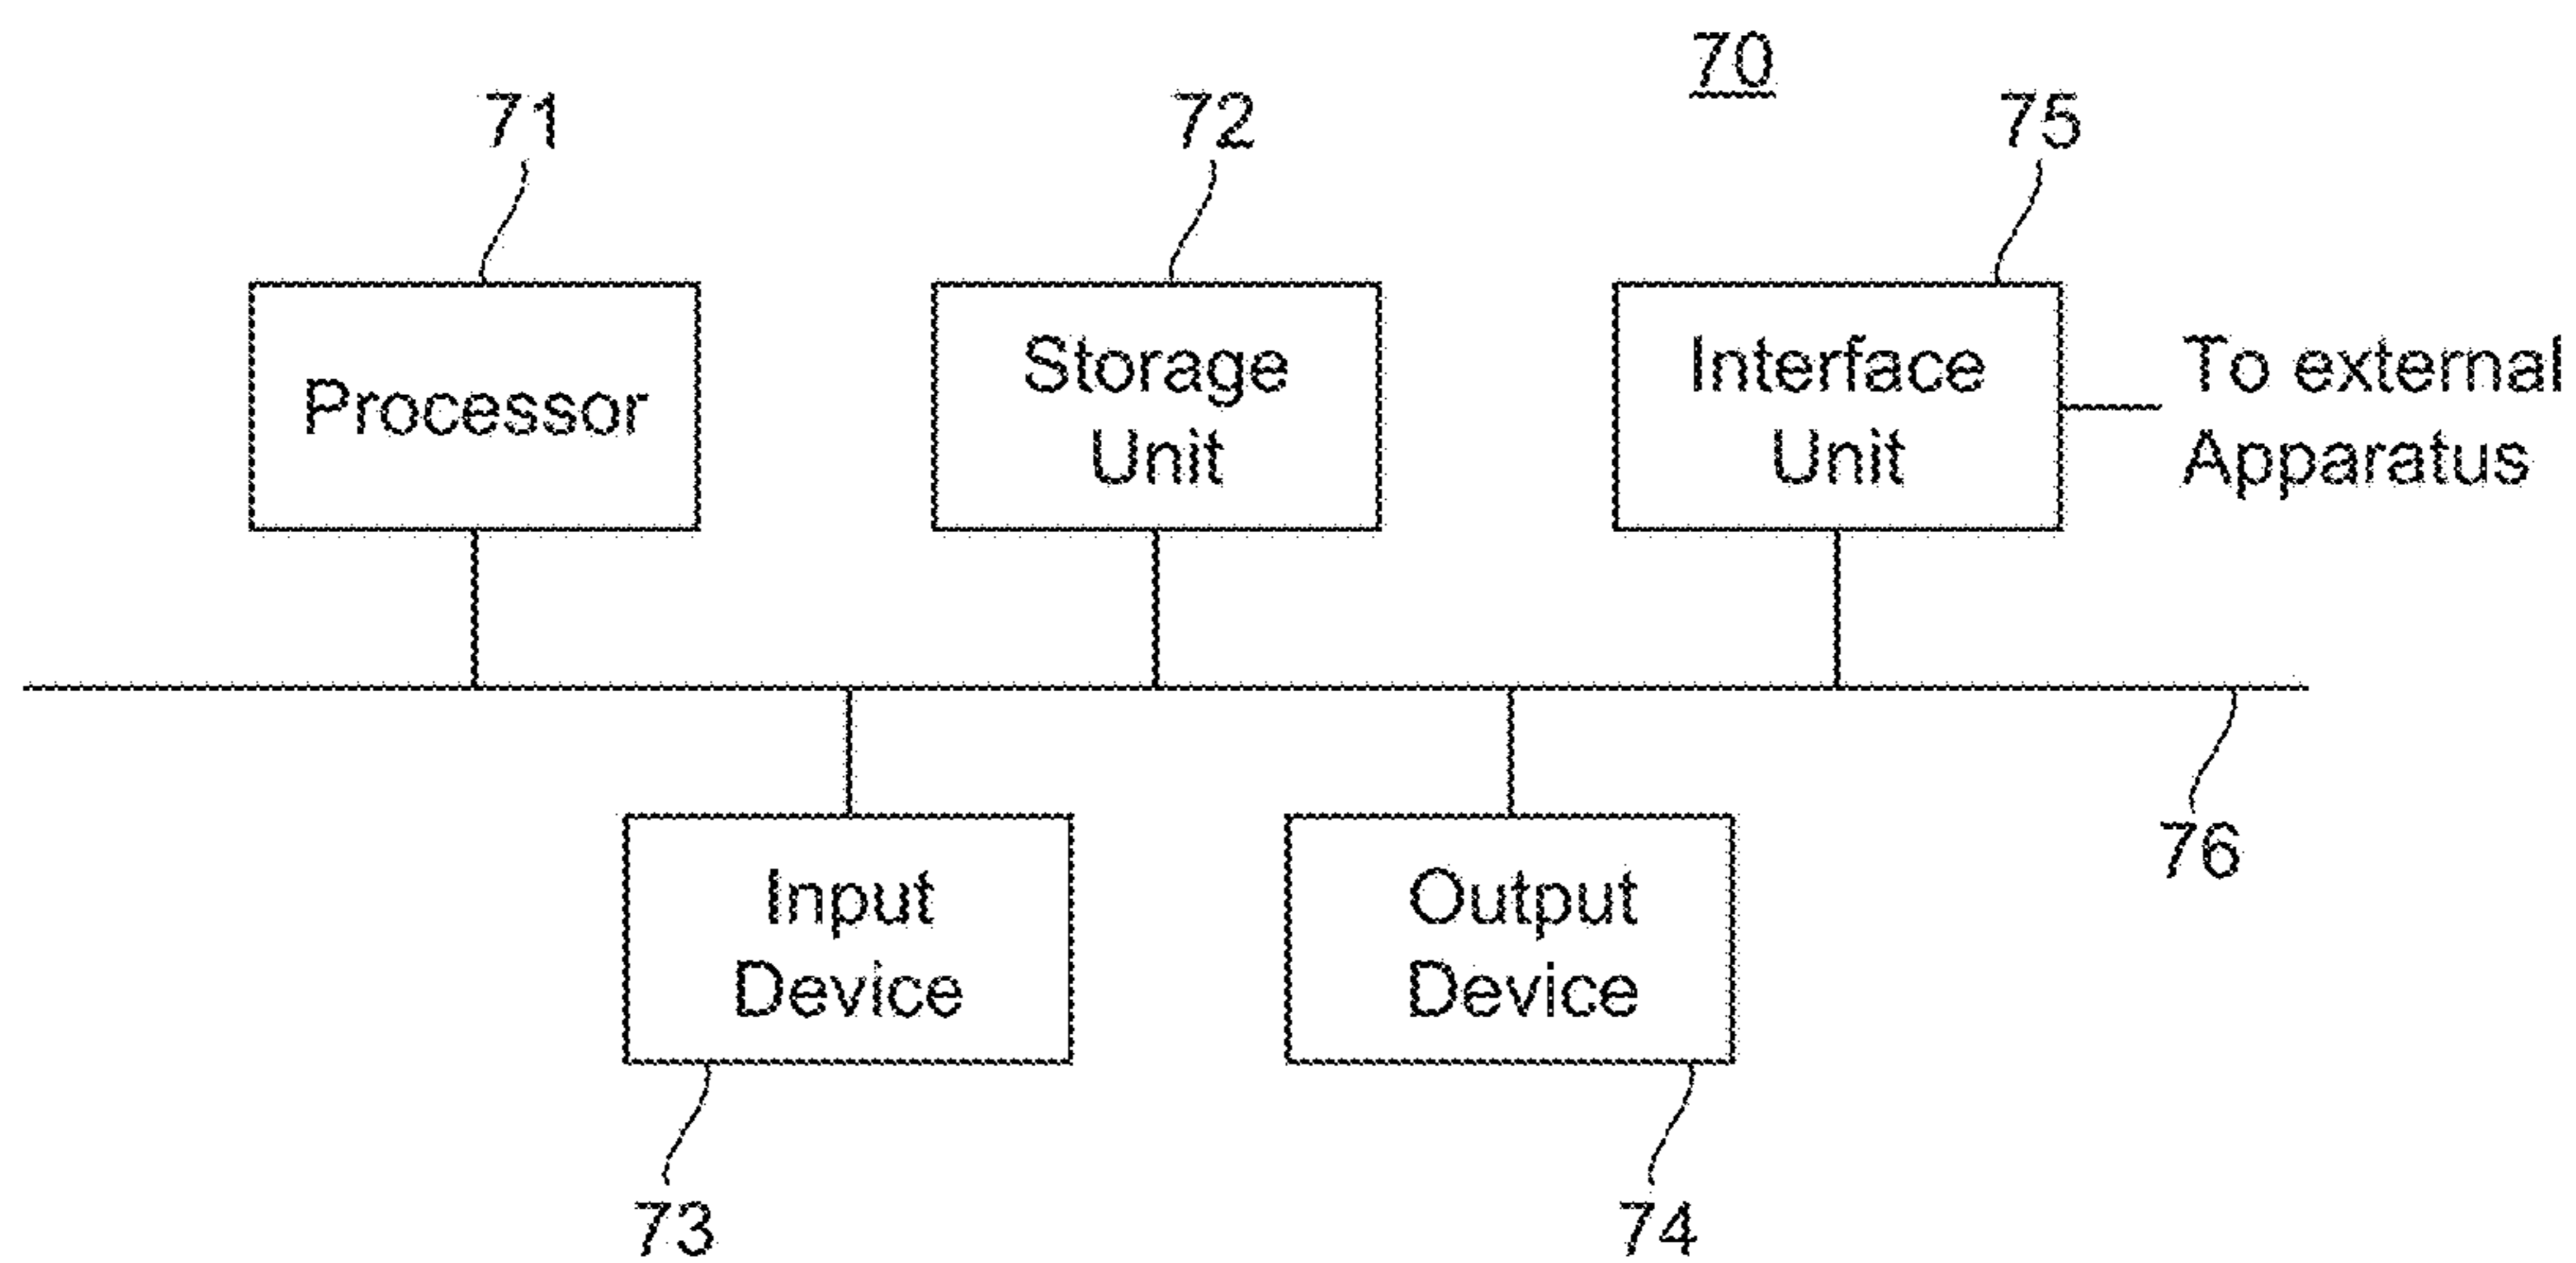 70
71
72
75
Processor
Storage
Unit
Interface
Unit
To external
Apparatus
76
Input
Device
Output
Device
73
74